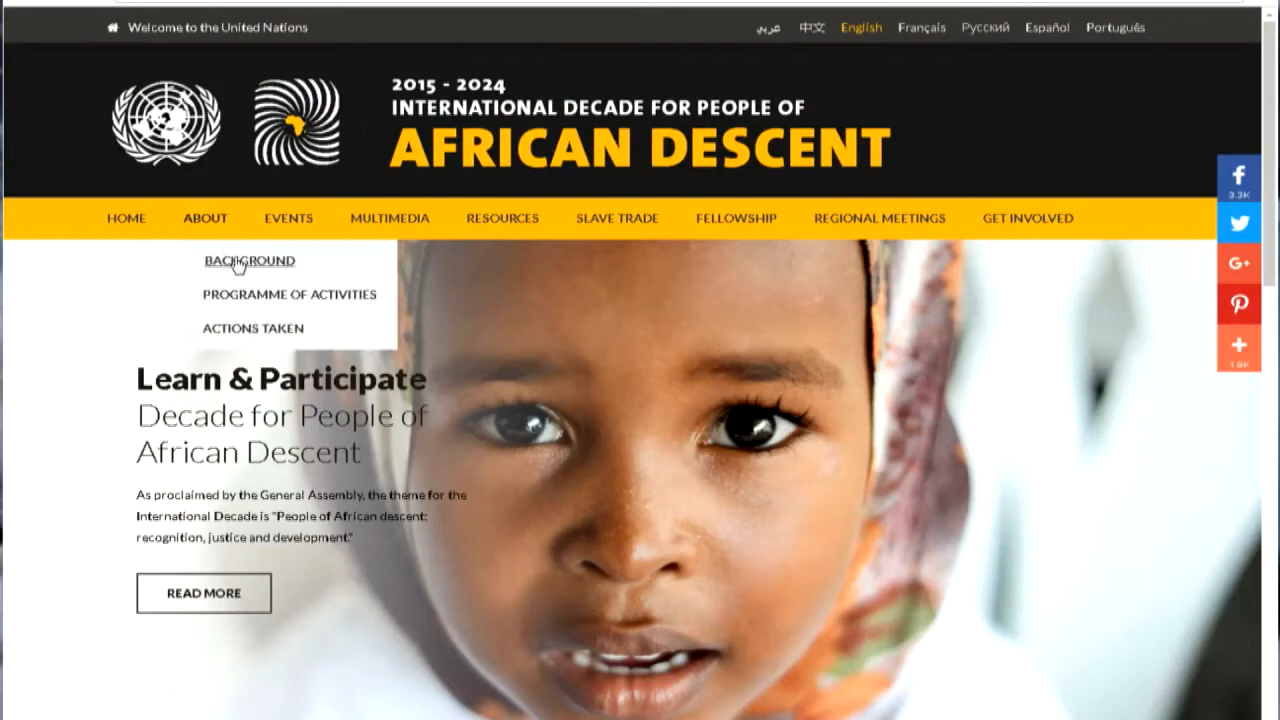 Welcome to the United Nations
عربي 中文 English Français Русский Español Português
2015 - 2024
INTERNATIONAL DECADE FOR PEOPLE OF
AFRICAN DESCENT
HOME ABOUT EVENTS MULTIMEDIA RESOURCES SLAVE TRADE FELLOWSHIP REGIONAL MEETINGS GET INVOLVED
BACKGROUND
PROGRAMME OF ACTIVITIES
ACTIONS TAKEN
Learn & Participate
Decade for People of
African Descent
As proclaimed by the General Assembly, the theme for the
International Decade is "People of African descent:
recognition, justice and development."
READ MORE
3.3K
G+
1.9K